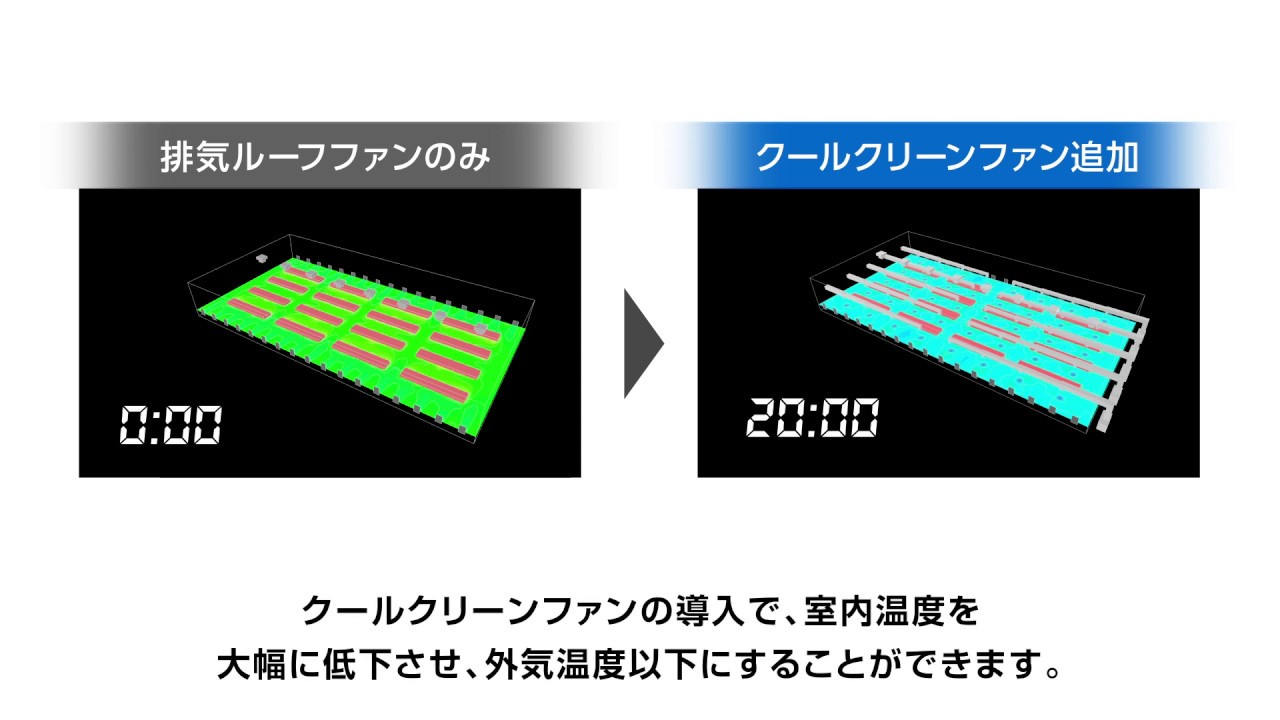 排気ルーフファンのみ
クールクリーンファン追加
0:00
20:00
クールクリーンファンの導入で、室内温度を
大幅に低下させ、外気温度以下にすることができます。